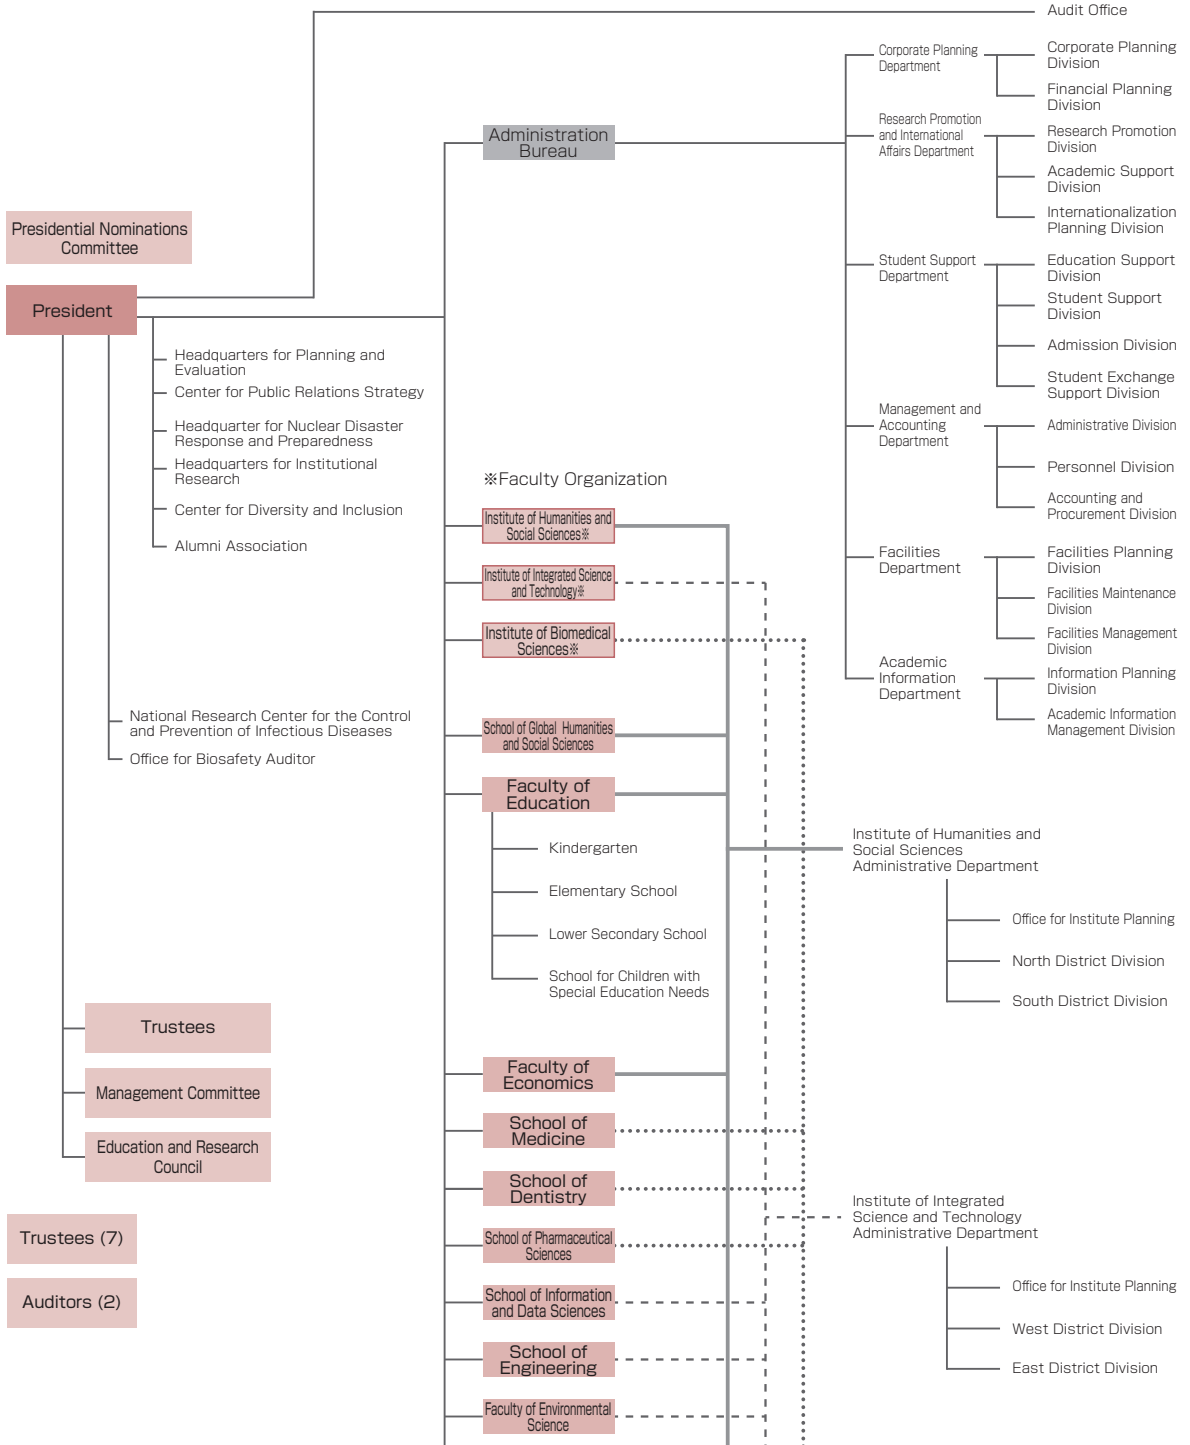 Audit Office
Corporate Planning
Department
Corporate Planning
Division
Financial Planning
Division
Research Promotion
and International
Affairs Department
Research Promotion
Division
Academic Support
Division
Internationalization
Planning Division
Student Support
Department
Education Support
Division
Student Support
Division
Admission Division
Student Exchange
Support Division
Management and
Accounting
Department
Administrative Division
Personnel Division
Accounting and
Procurement Division
Facilities
Department
Facilities Planning
Division
Facilities Maintenance
Division
Facilities Management
Division
Academic
Information
Department
Information Planning
Division
Academic Information
Management Division
Administration
Bureau
Presidential Nominations
Committee
President
Headquarters for Planning and
Evaluation
Center for Public Relations Strategy
Headquarter for Nuclear Disaster
Response and Preparedness
Headquarters for Institutional
Research
Center for Diversity and Inclusion
Alumni Association
National Research Center for the Control
and Prevention of Infectious Diseases
Office for Biosafety Auditor
Trustees
Management Committee
Education and Research
Council
Trustees (7)
Auditors (2)
※Faculty Organization
Institute of Humanities and
Social Sciences※
Institute of Integrated Science
and Technology※
Institute of Biomedical
Sciences※
School of Global Humanities
and Social Sciences
Faculty of
Education
Kindergarten
Elementary School
Lower Secondary School
School for Children with
Special Education Needs
Faculty of
Economics
School of
Medicine
School of
Dentistry
School of Pharmaceutical
Sciences
School of Information
and Data Sciences
School of
Engineering
Faculty of Environmental
Science
Institute of Humanities and
Social Sciences
Administrative Department
Office for Institute Planning
North District Division
South District Division
Institute of Integrated
Science and Technology
Administrative Department
Office for Institute Planning
West District Division
East District Division